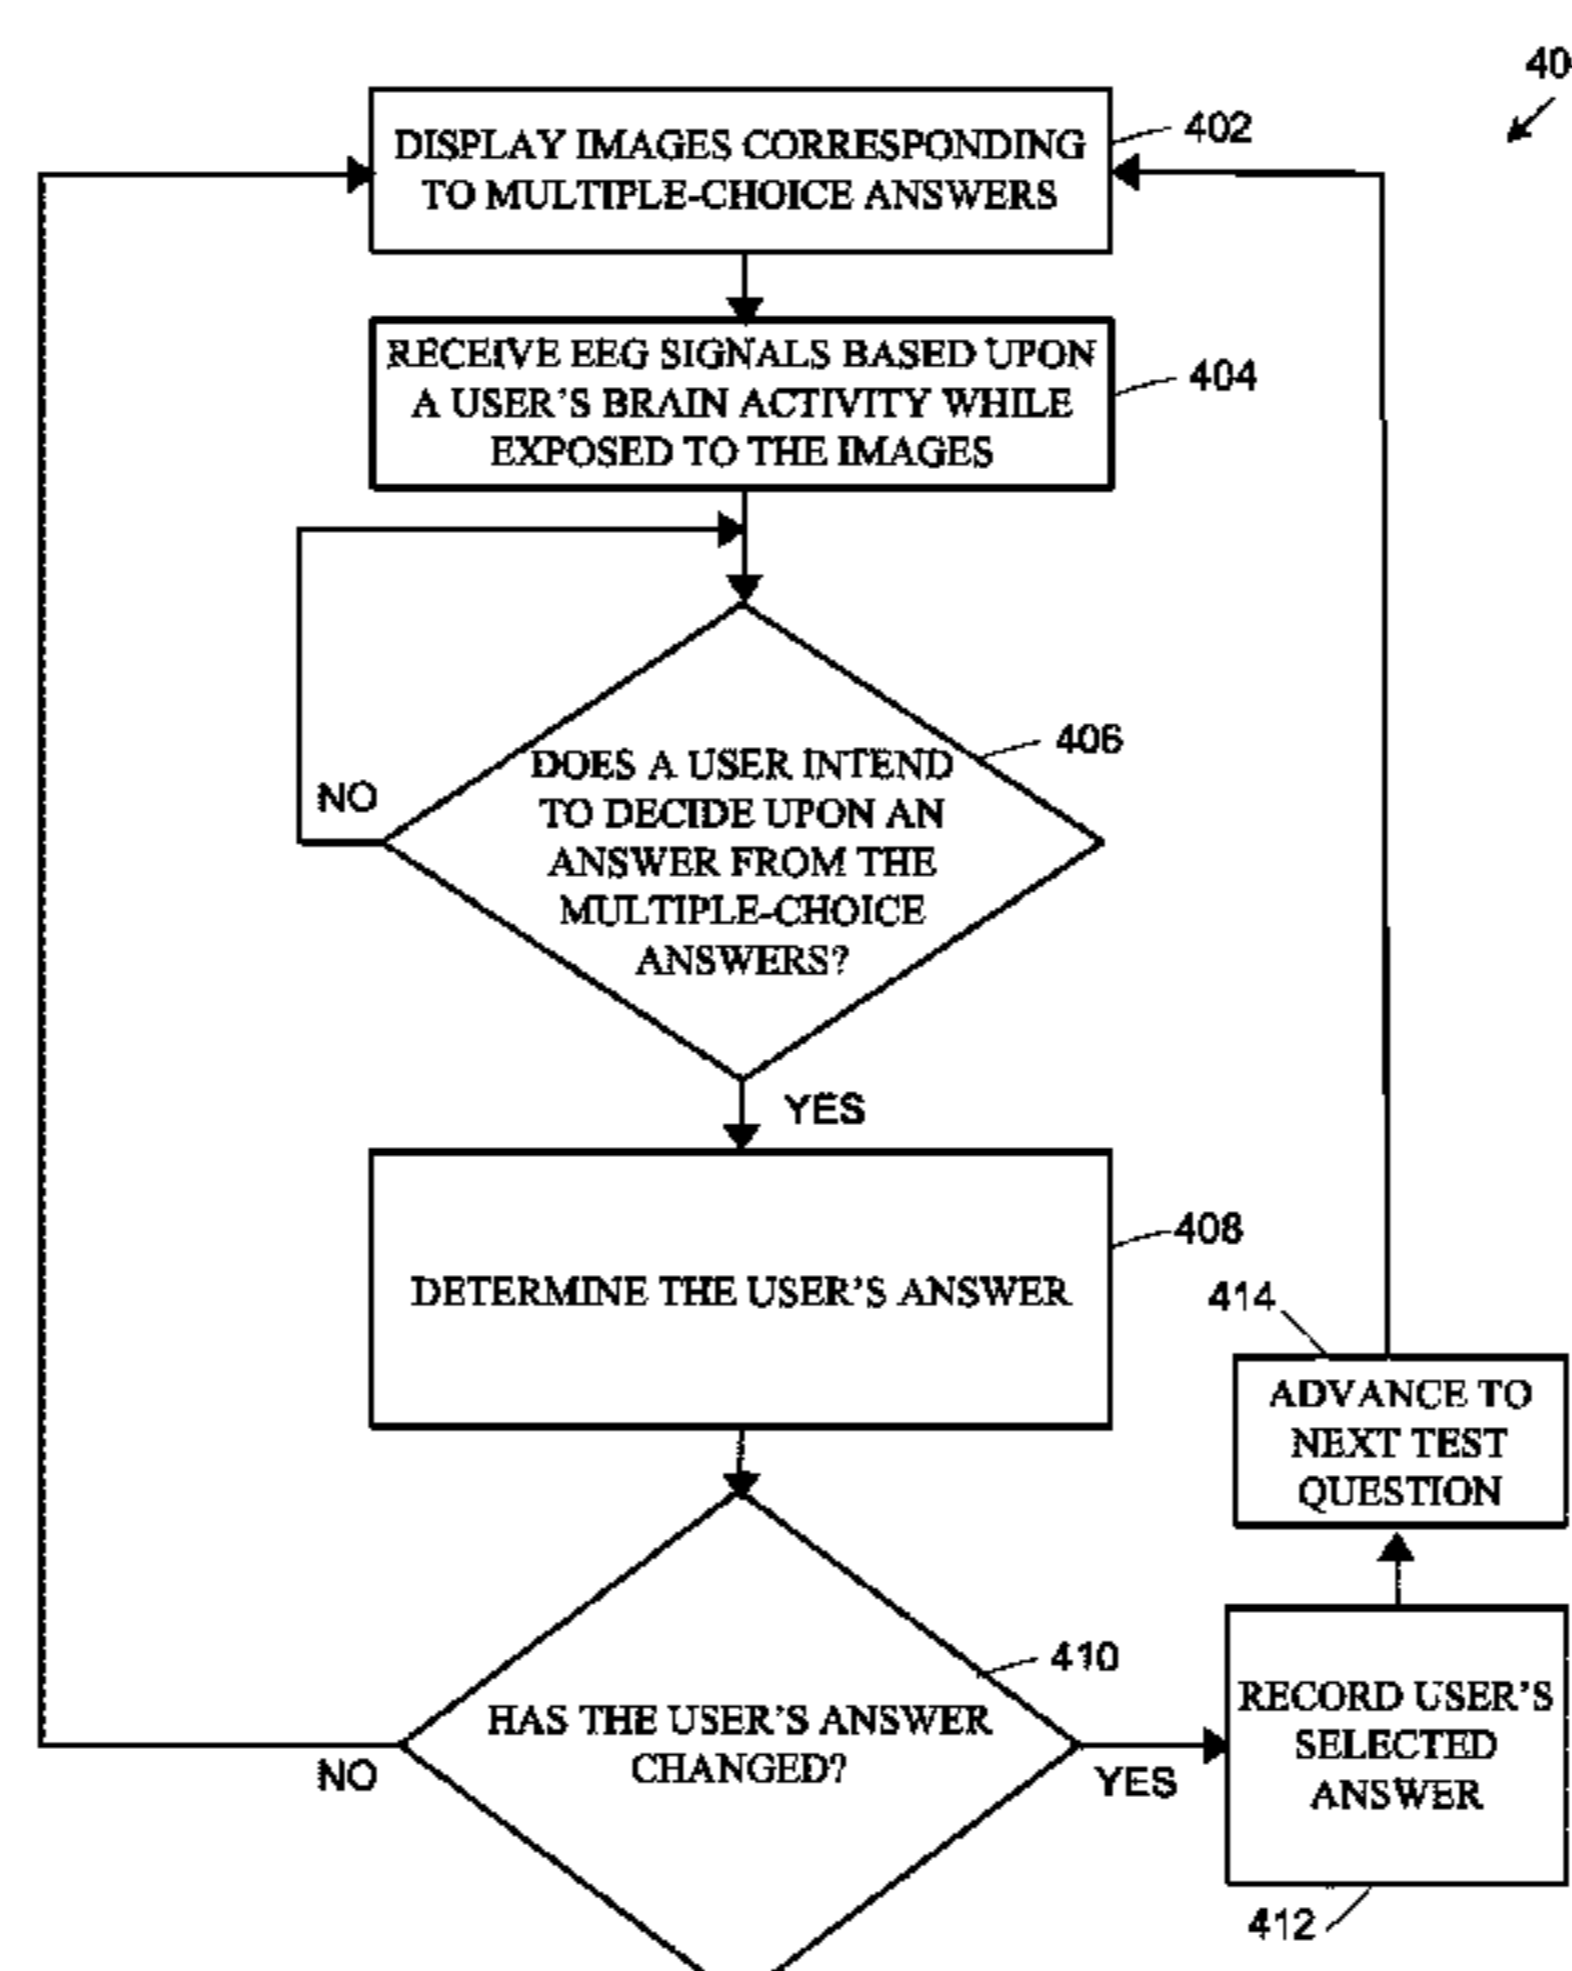 40
DISPLAY IMAGES CORRESPONDING
TO MULTIPLE-CHOICE ANSWERS
402
RECEIVE EEG SIGNALS BASED UPON
A USER'S BRAIN ACTIVITY WHILE
EXPOSED TO THE IMAGES
404
DOES A USER INTEND
TO DECIDE UPON AN
ANSWER FROM THE
MULTIPLE-CHOICE
ANSWERS?
406
NO
YES
DETERMINE THE USER'S ANSWER
408
HAS THE USER'S ANSWER
CHANGED?
410
NO
YES
RECORD USER'S
SELECTED
ANSWER
412
ADVANCE TO
NEXT TEST
QUESTION
414